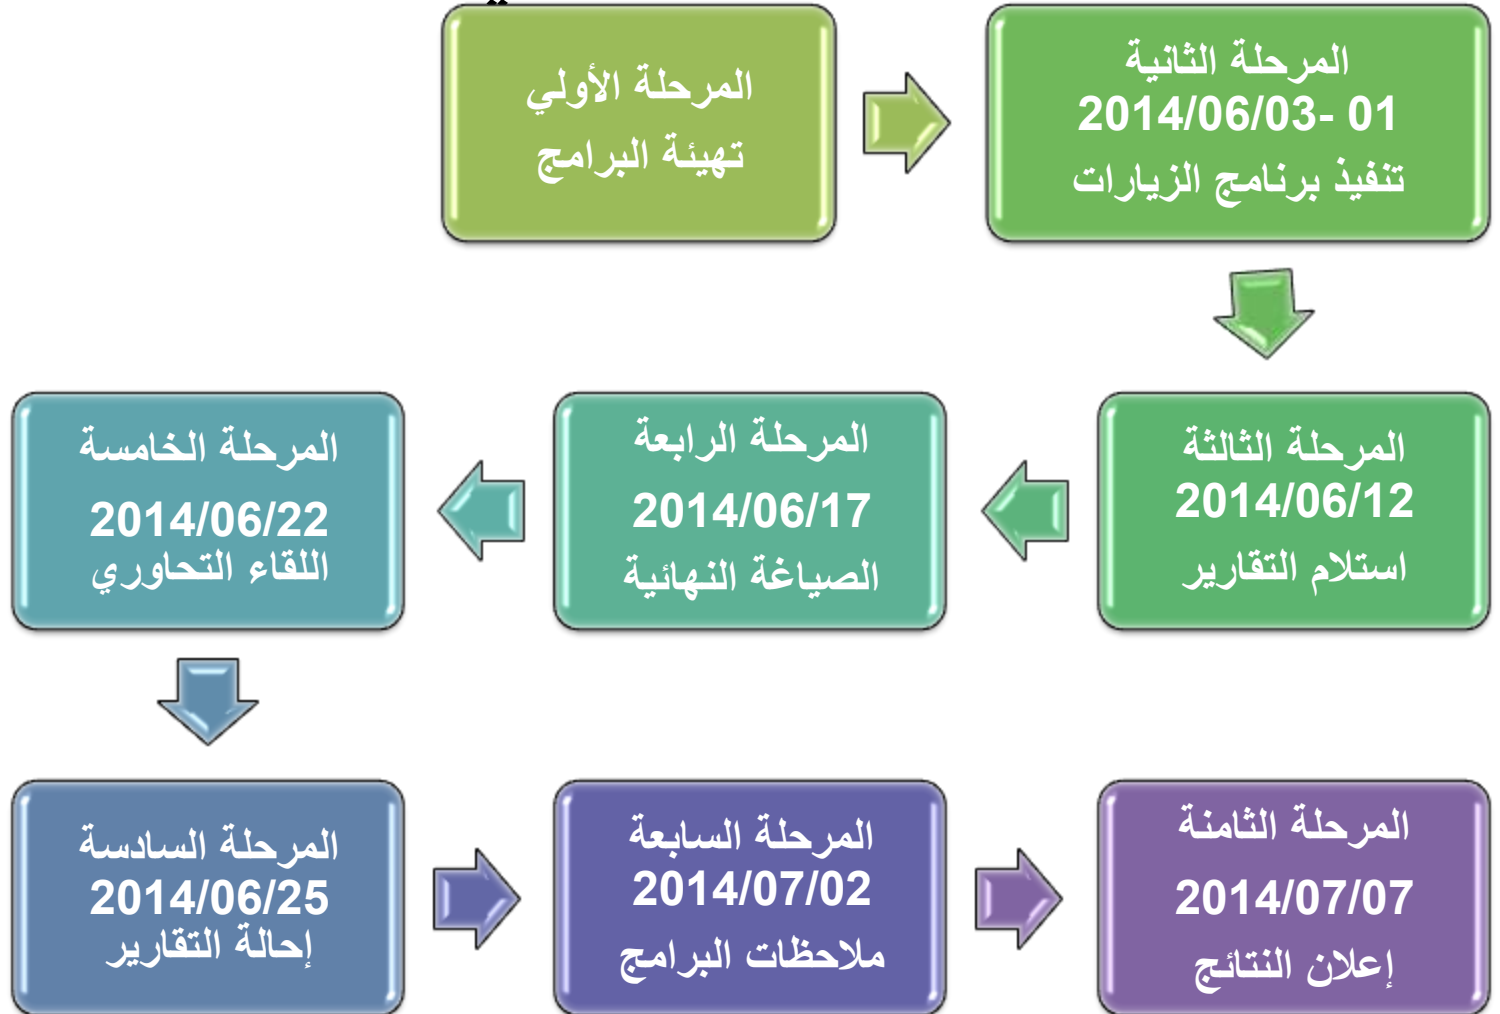 المرحلة الأولي
تهيئة البرامج
المرحلة الثانية
2014/06/03- 01
تنفيذ برنامج الزيارات
المرحلة الثالثة
2014/06/12
استلام التقارير
المرحلة الرابعة
2014/06/17
الصياغة النهائية
المرحلة الخامسة
2014/06/22
اللقاء التحاوري
المرحلة السادسة
2014/06/25
إحالة التقارير
المرحلة السابعة
2014/07/02
ملاحظات البرامج
المرحلة الثامنة
2014/07/07
إعلان النتائج